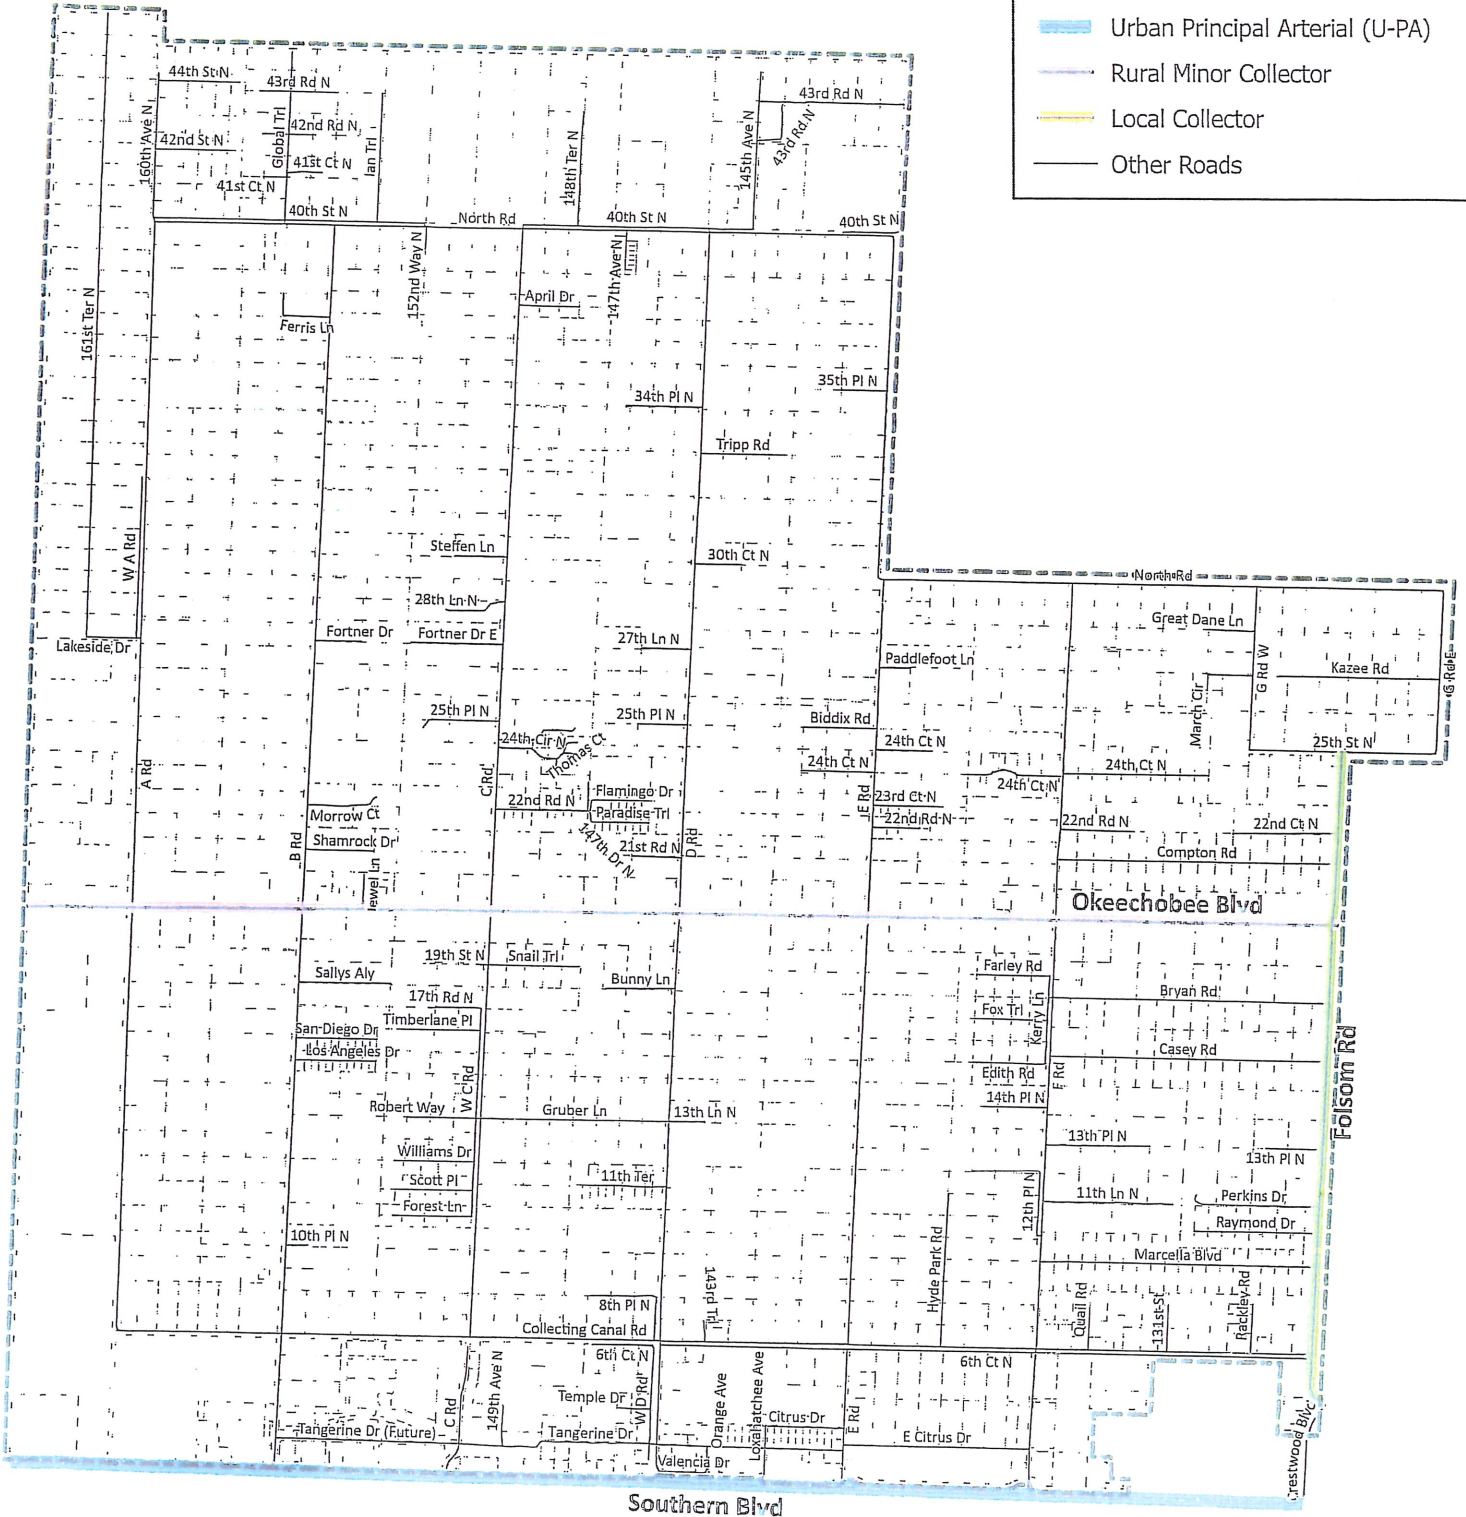 Urban Principal Arterial (U-PA)
Rural Minor Collector
Local Collector
Other Roads
44th St N
43rd Rd N
43rd Rd N
160th Ave N
Global Trl
42nd Rd N
Ian Trl
148th Ter N
145th Ave N
43rd Rd N
42nd St N
41st Ct N
41st Ct N
40th St N
North Rd
40th St N
40th St N
161st Ter N
152nd Way N
147th Ave N
April Dr
Ferris Ln
35th Pl N
34th Pl N
Tripp Rd
W A Rd
Steffen Ln
30th Ct N
North Rd
28th Ln N
Great Dane Ln
Fortner Dr
Fortner Dr E
27th Ln N
Lakeside Dr
Paddlefoot Ln
G Rd W
Kazee Rd
G Rd E
March Cir
25th Pl N
25th Pl N
Biddix Rd
24th Cir N
Thomas Ct
24th Ct N
25th St N
A Rd
C Rd
24th Ct N
24th Ct N
24th Ct N
Flamingo Dr
E Rd
23rd Ct N
22nd Rd N
Paradise Trl
Morrow Ct
22nd Rd N
22nd Rd N
22nd Ct N
B Rd
Shamrock Dr
147th Dr N
21st Rd N
D Rd
Compton Rd
Jewel Ln
Okeechobee Blvd
19th St N
Snail Trl
Sallys Aly
Bunny Ln
Farley Rd
17th Rd N
Bryan Rd
Timberlane Pl
Fox Trl
Kerry Ln
San Diego Dr
Los Angeles Dr
Casey Rd
Folsom Rd
W C Rd
Edith Rd
F Rd
Robert Way
Gruber Ln
13th Ln N
14th Pl N
13th Pl N
Williams Dr
13th Pl N
Scott Pl
11th Ter
12th Pl N
11th Ln N
Perkins Dr
Forest Ln
Raymond Dr
10th Pl N
Hyde Park Rd
Marcella Blvd
8th Pl N
143rd Trl
Quail Rd
131st St
Rackley Rd
Collecting Canal Rd
6th Ct N
6th Ct N
149th Ave N
Temple Dr
W D Rd
Orange Ave
Loxahatchee Ave
C Rd
Citrus Dr
E Rd
Tangerine Dr (Future)
Tangerine Dr
E Citrus Dr
Crestwood Blvd
Valencia Dr
Southern Blvd